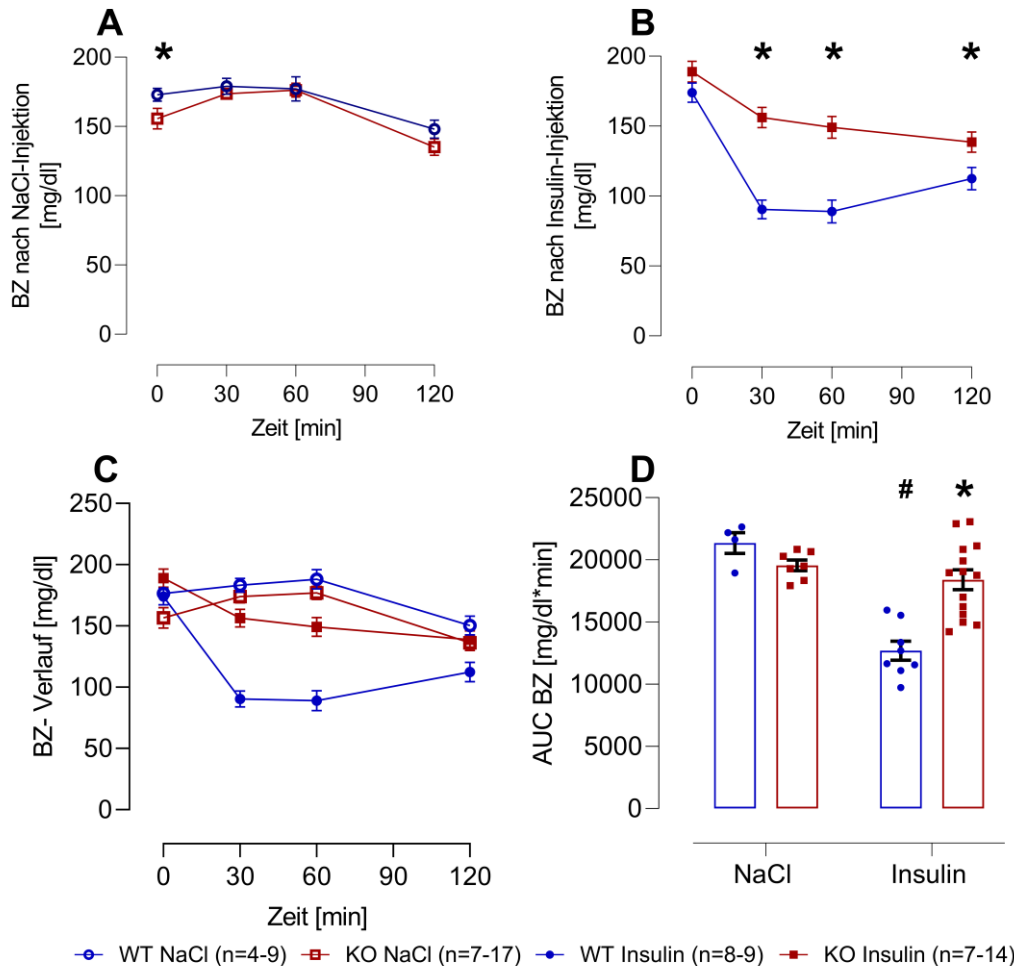 A
*
200
150
100
50
0
BZ nach NaCl-Injektion
[mg/dl]
0 30 60 90 120
Zeit [min]
B
* * *
200
150
100
50
0
BZ nach Insulin-Injektion
[mg/dl]
0 30 60 90 120
Zeit [min]
C
250
200
150
100
50
0
BZ- Verlauf [mg/dl]
0 30 60 90 120
Zeit [min]
D
# *
25000
20000
15000
10000
5000
0
AUC BZ [mg/dl*min]
NaCl Insulin
WT NaCl (n=4-9) KO NaCl (n=7-17) WT Insulin (n=8-9) KO Insulin (n=7-14)